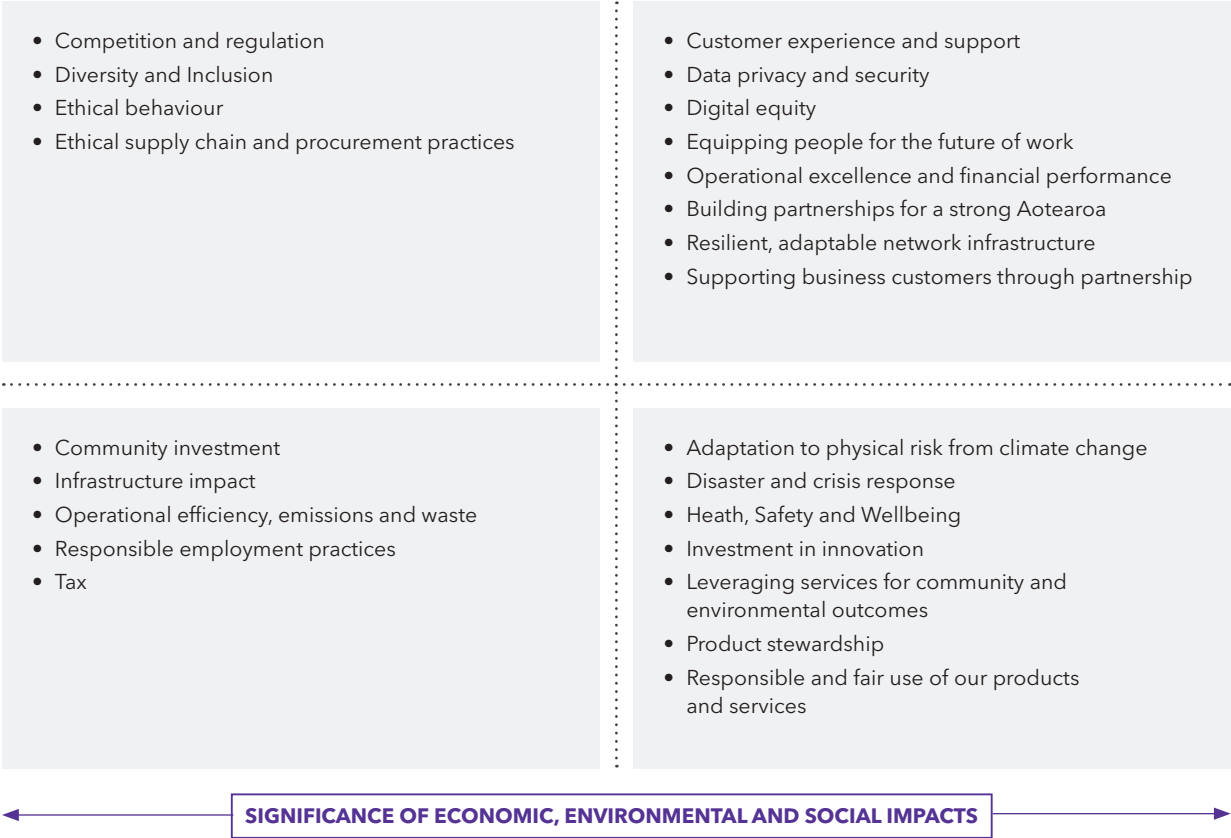 • Competition and regulation
• Diversity and Inclusion
• Ethical behaviour
• Ethical supply chain and procurement practices
• Customer experience and support
• Data privacy and security
• Digital equity
• Equipping people for the future of work
• Operational excellence and financial performance
• Building partnerships for a strong Aotearoa
• Resilient, adaptable network infrastructure
• Supporting business customers through partnership
• Community investment
• Infrastructure impact
• Operational efficiency, emissions and waste
• Responsible employment practices
• Tax
• Adaptation to physical risk from climate change
• Disaster and crisis response
• Heath, Safety and Wellbeing
• Investment in innovation
• Leveraging services for community and
environmental outcomes
• Product stewardship
• Responsible and fair use of our products
and services
SIGNIFICANCE OF ECONOMIC, ENVIRONMENTAL AND SOCIAL IMPACTS